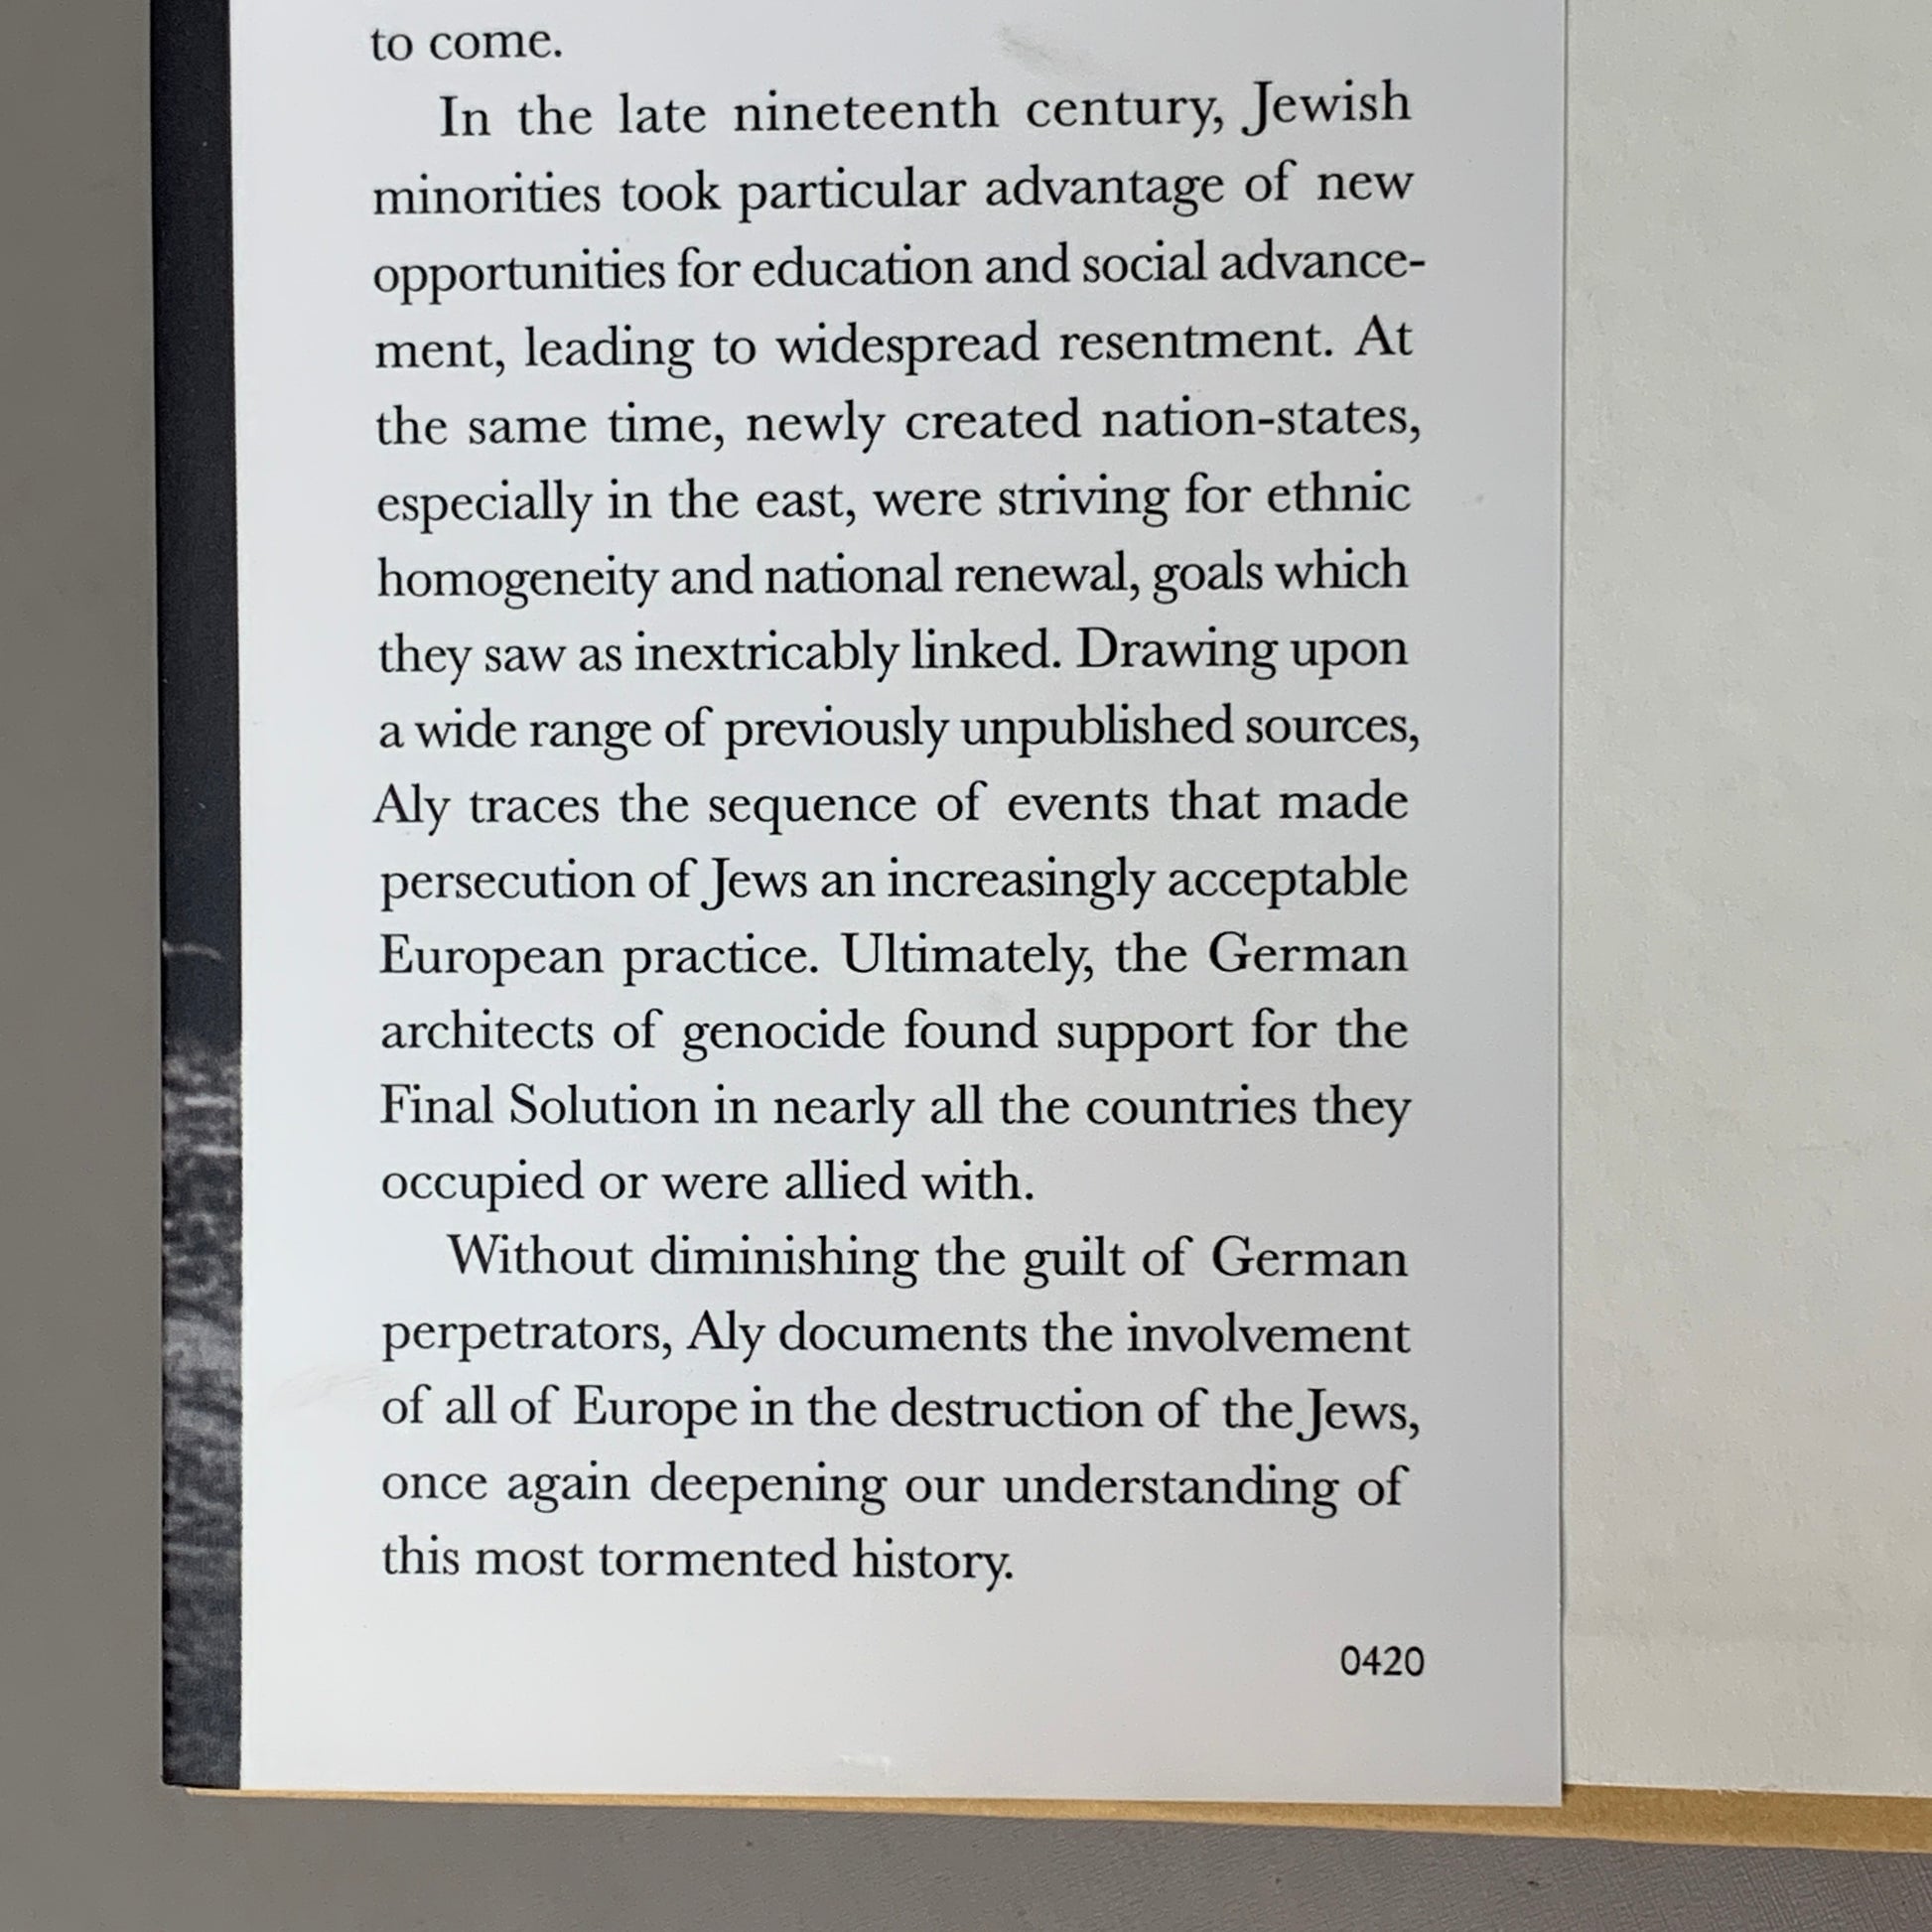 to come.
In the late nineteenth century, Jewish
minorities took particular advantage of new
opportunities for education and social advance-
ment, leading to widespread resentment. At
the same time, newly created nation-states,
especially in the east, were striving for ethnic
homogeneity and national renewal, goals which
they saw as inextricably linked. Drawing upon
a wide range of previously unpublished sources,
Aly traces the sequence of events that made
persecution of Jews an increasingly acceptable
European practice. Ultimately, the German
architects of genocide found support for the
Final Solution in nearly all the countries they
occupied or were allied with.
Without diminishing the guilt of German
perpetrators, Aly documents the involvement
of all of Europe in the destruction of the Jews,
once again deepening our understanding of
this most tormented history.
0420